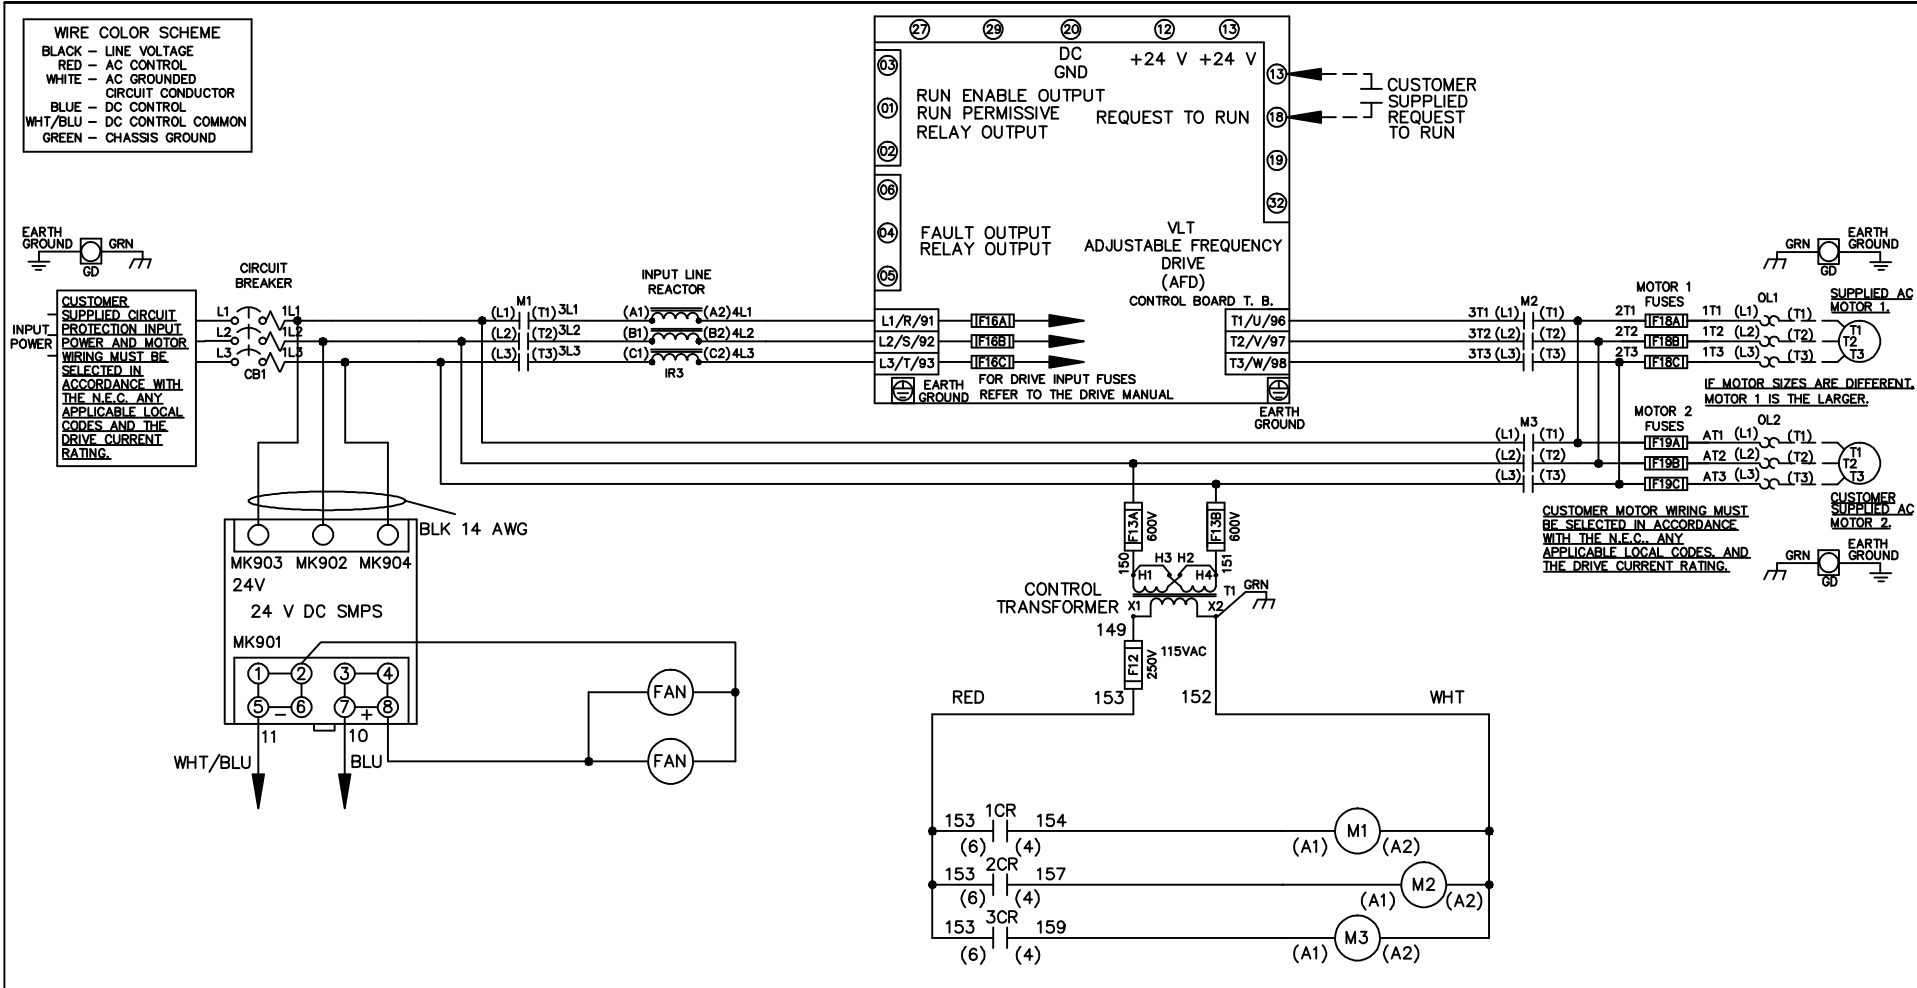 WIRE COLOR SCHEME
BLACK – LINE VOLTAGE
RED – AC CONTROL
WHITE – AC GROUNDED
CIRCUIT CONDUCTOR
BLUE – DC CONTROL
WHT/BLU – DC CONTROL COMMON
GREEN – CHASSIS GROUND
27 29 20 12 13
DC
GND
+24 V +24 V
03
01
02
RUN ENABLE OUTPUT
RUN PERMISSIVE
RELAY OUTPUT
REQUEST TO RUN
13
18
19
32
CUSTOMER
SUPPLIED
REQUEST
TO RUN
06
04
05
FAULT OUTPUT
RELAY OUTPUT
VLT
ADJUSTABLE FREQUENCY
DRIVE
(AFD)
CONTROL BOARD T. B.
EARTH
GROUND
GRN
GD
CIRCUIT
BREAKER
INPUT
POWER
CUSTOMER
SUPPLIED CIRCUIT
PROTECTION INPUT
POWER AND MOTOR
WIRING MUST BE
SELECTED IN
ACCORDANCE WITH
THE N.E.C. ANY
APPLICABLE LOCAL
CODES AND THE
DRIVE CURRENT
RATING.
L1 1L1
L2 1L2
L3 1L3
CB1
M1
(L1) (T1) 3L1
(L2) (T2) 3L2
(L3) (T3) 3L3
INPUT LINE
REACTOR
(A1) (A2) 4L1
(B1) (B2) 4L2
(C1) (C2) 4L3
IR3
L1/R/91 F16A
L2/S/92 F16B
L3/T/93 F16C
FOR DRIVE INPUT FUSES
REFER TO THE DRIVE MANUAL
EARTH
GROUND
T1/U/96
T2/V/97
T3/W/98
EARTH
GROUND
M2
3T1 (L1) (T1)
3T2 (L2) (T2)
3T3 (L3) (T3)
MOTOR 1
FUSES
2T1 F18A 1T1 (L1) OL1 (T1)
2T2 F18B 1T2 (L2) (T2)
2T3 F18C 1T3 (L3) (T3)
GRN
GD
EARTH
GROUND
SUPPLIED AC
MOTOR 1.
T1
T2
T3
IF MOTOR SIZES ARE DIFFERENT,
MOTOR 1 IS THE LARGER.
M3
(L1) (T1)
(L2) (T2)
(L3) (T3)
MOTOR 2
FUSES
F19A AT1 (L1) OL2 (T1)
F19B AT2 (L2) (T2)
F19C AT3 (L3) (T3)
T1
T2
T3
CUSTOMER
SUPPLIED AC
MOTOR 2.
CUSTOMER MOTOR WIRING MUST
BE SELECTED IN ACCORDANCE
WITH THE N.E.C., ANY
APPLICABLE LOCAL CODES, AND
THE DRIVE CURRENT RATING.
GRN
GD
EARTH
GROUND
BLK 14 AWG
MK903 MK902 MK904
24V
24 V DC SMPS
MK901
1 2 3 4
5 – 6 7 + 8
11 10
WHT/BLU BLU
FAN
FAN
F13A 600V
F13B 600V
150 151
H1 H3 H2 H4
CONTROL
TRANSFORMER
X1 X2 T1 GRN
149
F12 250V
115VAC
153 152
RED WHT
153 1CR 154
(6) (4)
(A1) M1 (A2)
153 2CR 157
(6) (4)
(A1) M2 (A2)
153 3CR 159
(6) (4)
(A1) M3 (A2)